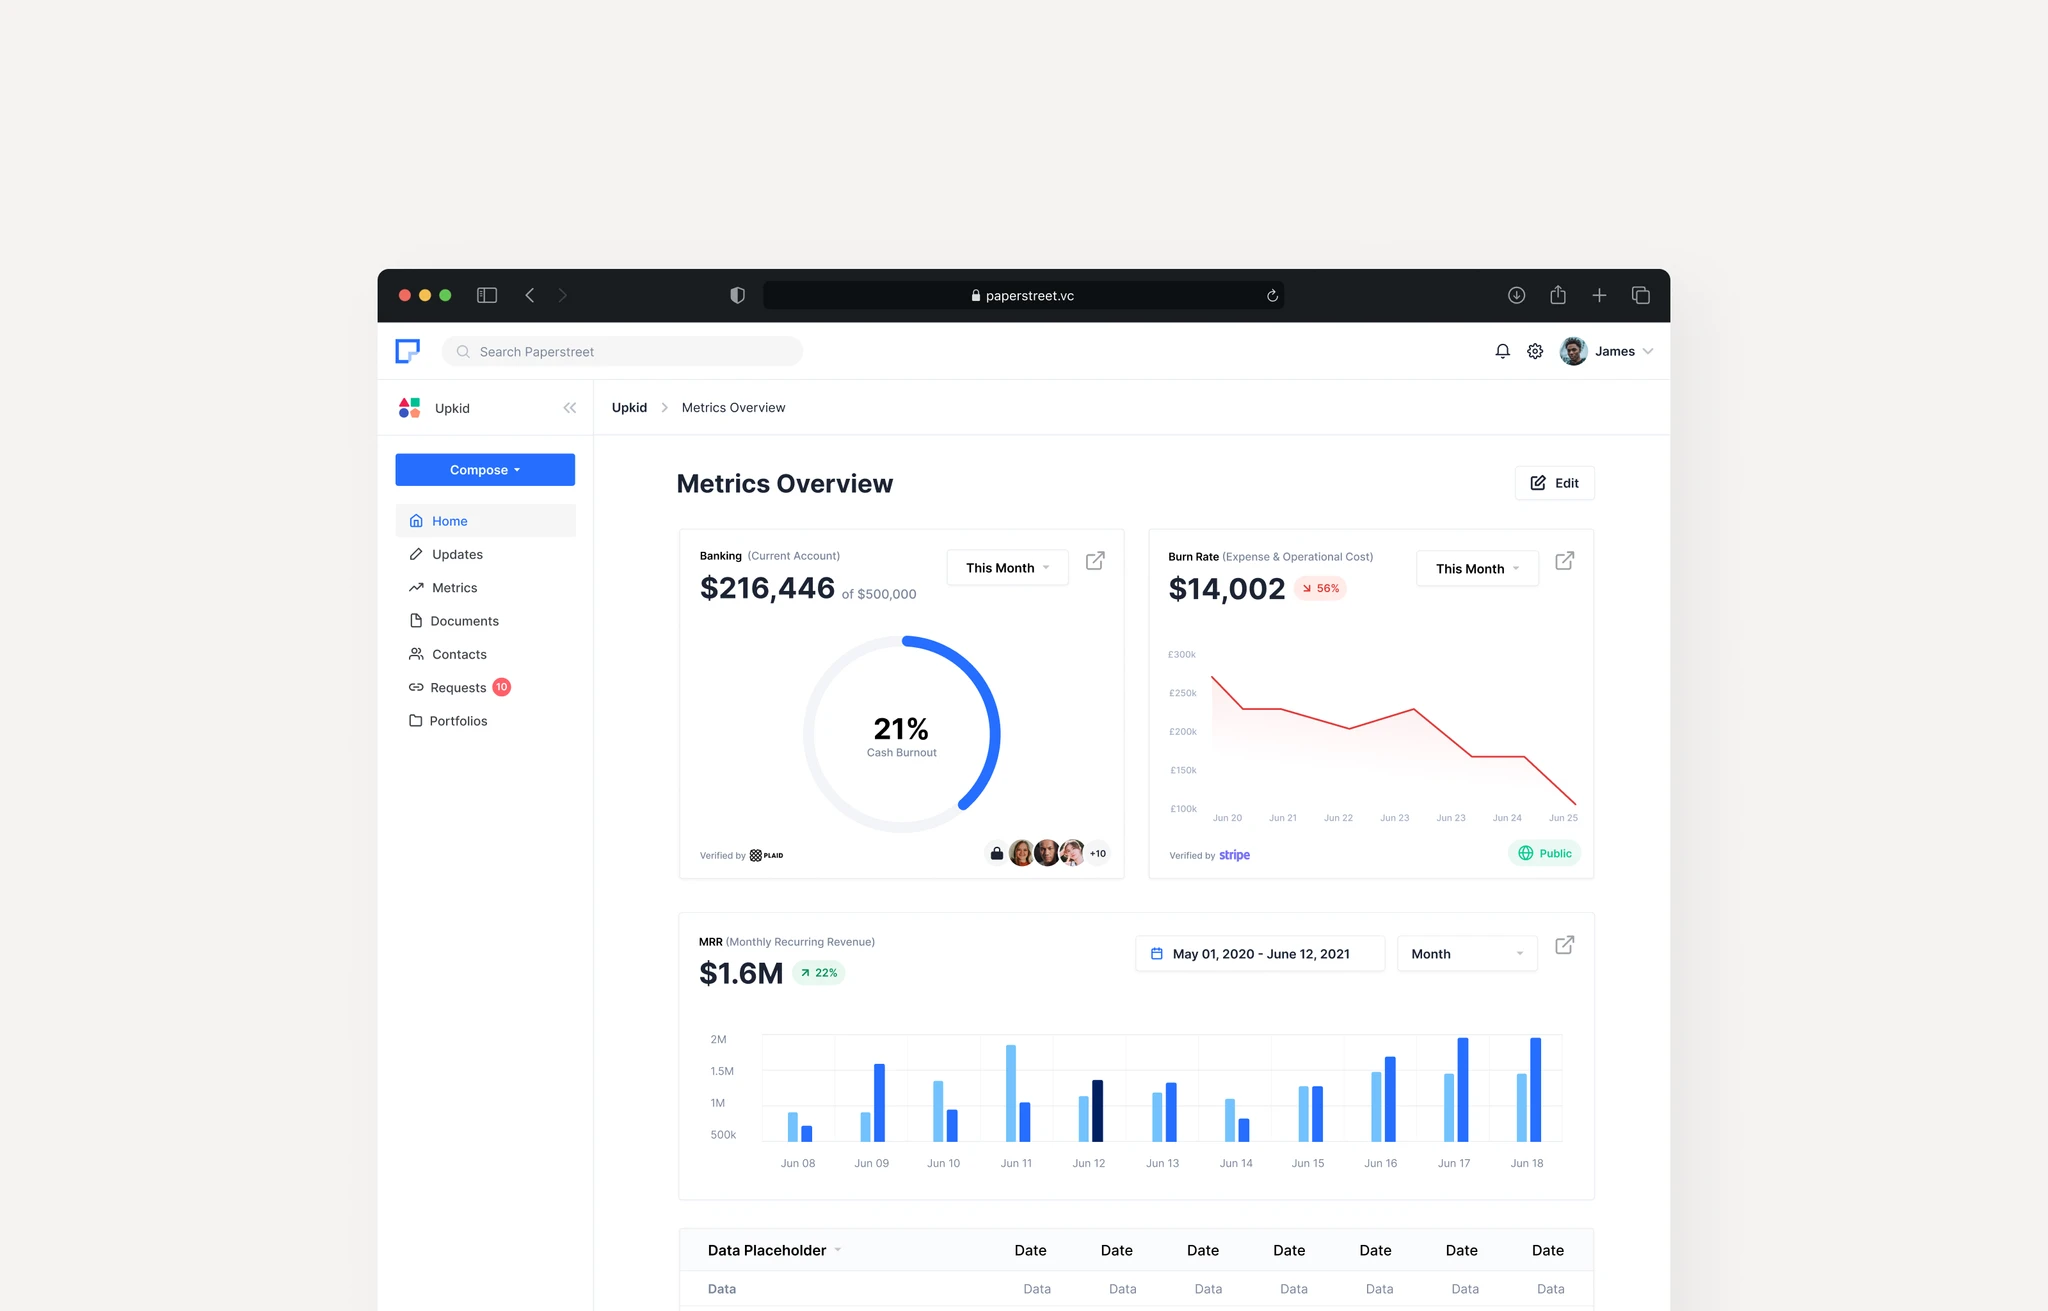 paperstreet.vc
Search Paperstreet
James
Upkid
Upkid > Metrics Overview
Compose
Home
Updates
Metrics
Documents
Contacts
Requests 10
Portfolios
Metrics Overview
Edit
Banking (Current Account)
$216,446 of $500,000
This Month
21%
Cash Burnout
Verified by PLAID
+10
Burn Rate (Expense & Operational Cost)
$14,002 56%
This Month
£300k
£250k
£200k
£150k
£100k
Jun 20 Jun 21 Jun 22 Jun 23 Jun 23 Jun 24 Jun 25
Verified by stripe
Public
MRR (Monthly Recurring Revenue)
$1.6M 22%
May 01, 2020 - June 12, 2021
Month
2M
1.5M
1M
500k
Jun 08 Jun 09 Jun 10 Jun 11 Jun 12 Jun 13 Jun 14 Jun 15 Jun 16 Jun 17 Jun 18
Data Placeholder Date Date Date Date Date Date Date
Data Data Data Data Data Data Data Data